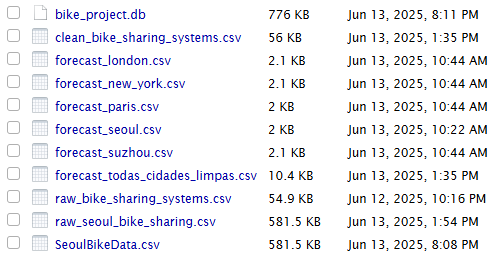 bike_project.db 776 KB Jun 13, 2025, 8:11 PM
clean_bike_sharing_systems.csv 56 KB Jun 13, 2025, 1:35 PM
forecast_london.csv 2.1 KB Jun 13, 2025, 10:44 AM
forecast_new_york.csv 2.1 KB Jun 13, 2025, 10:44 AM
forecast_paris.csv 2 KB Jun 13, 2025, 10:44 AM
forecast_seoul.csv 2 KB Jun 13, 2025, 10:22 AM
forecast_suzhou.csv 2.1 KB Jun 13, 2025, 10:44 AM
forecast_todas_cidades_limpas.csv 10.4 KB Jun 13, 2025, 1:35 PM
raw_bike_sharing_systems.csv 54.9 KB Jun 12, 2025, 10:16 PM
raw_seoul_bike_sharing.csv 581.5 KB Jun 13, 2025, 1:54 PM
SeoulBikeData.csv 581.5 KB Jun 13, 2025, 8:08 PM